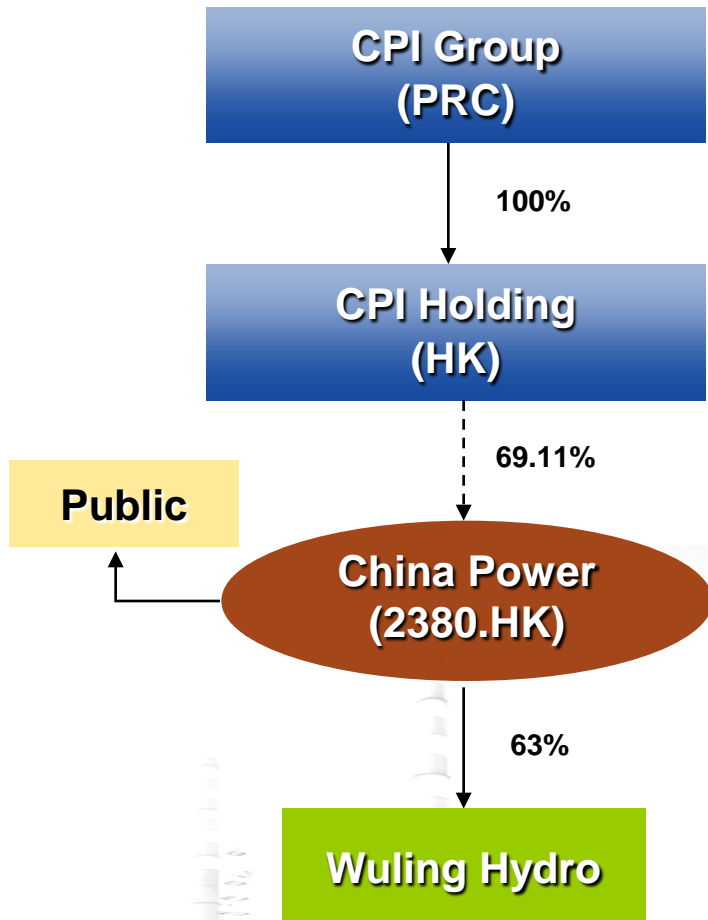 CPI Group
(PRC)
100%
CPI Holding
(HK)
69.11%
Public
China Power
(2380.HK)
63%
Wuling Hydro